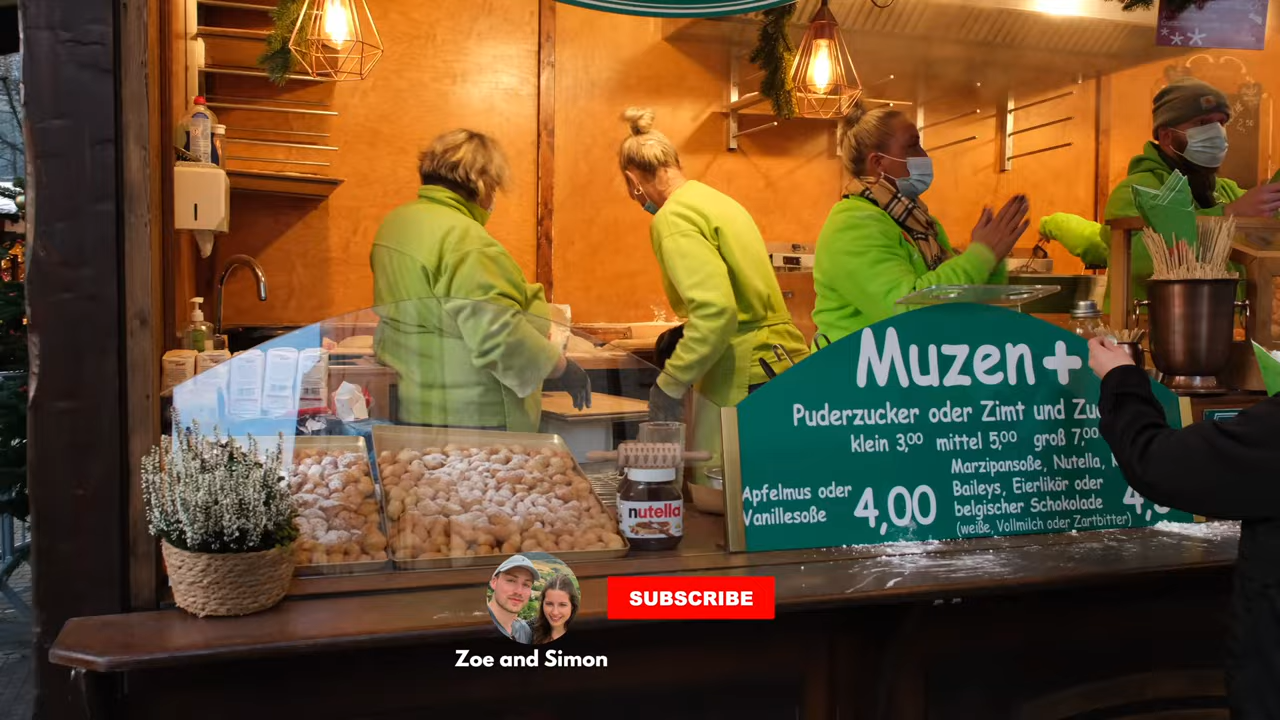 Muzen+
Puderzucker oder Zimt und
klein 3,00 mittel 5,00 groß 7,00
Marzipansoße, Nutella,
Apfelmus oder
Vanillesoße
4,00
Baileys, Eierlikör oder
belgischer Schokolade
(weiße, Vollmilch oder Zartbitter)
nutella
SUBSCRIBE
Zoe and Simon